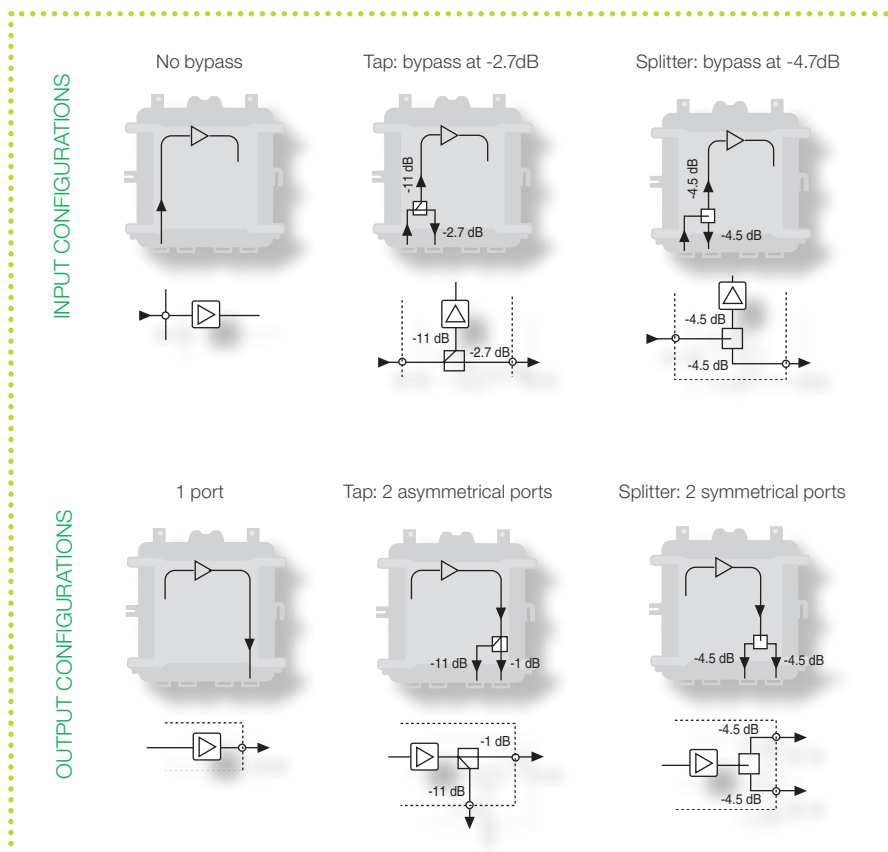 INPUT CONFIGURATIONS
No bypass
Tap: bypass at -2.7dB
Splitter: bypass at -4.7dB
-11 dB
-2.7 dB
-4.5 dB
-4.5 dB
-11 dB
-2.7 dB
-4.5 dB
-4.5 dB
OUTPUT CONFIGURATIONS
1 port
Tap: 2 asymmetrical ports
Splitter: 2 symmetrical ports
-11 dB
-1 dB
-4.5 dB
-4.5 dB
-1 dB
-11 dB
-4.5 dB
-4.5 dB